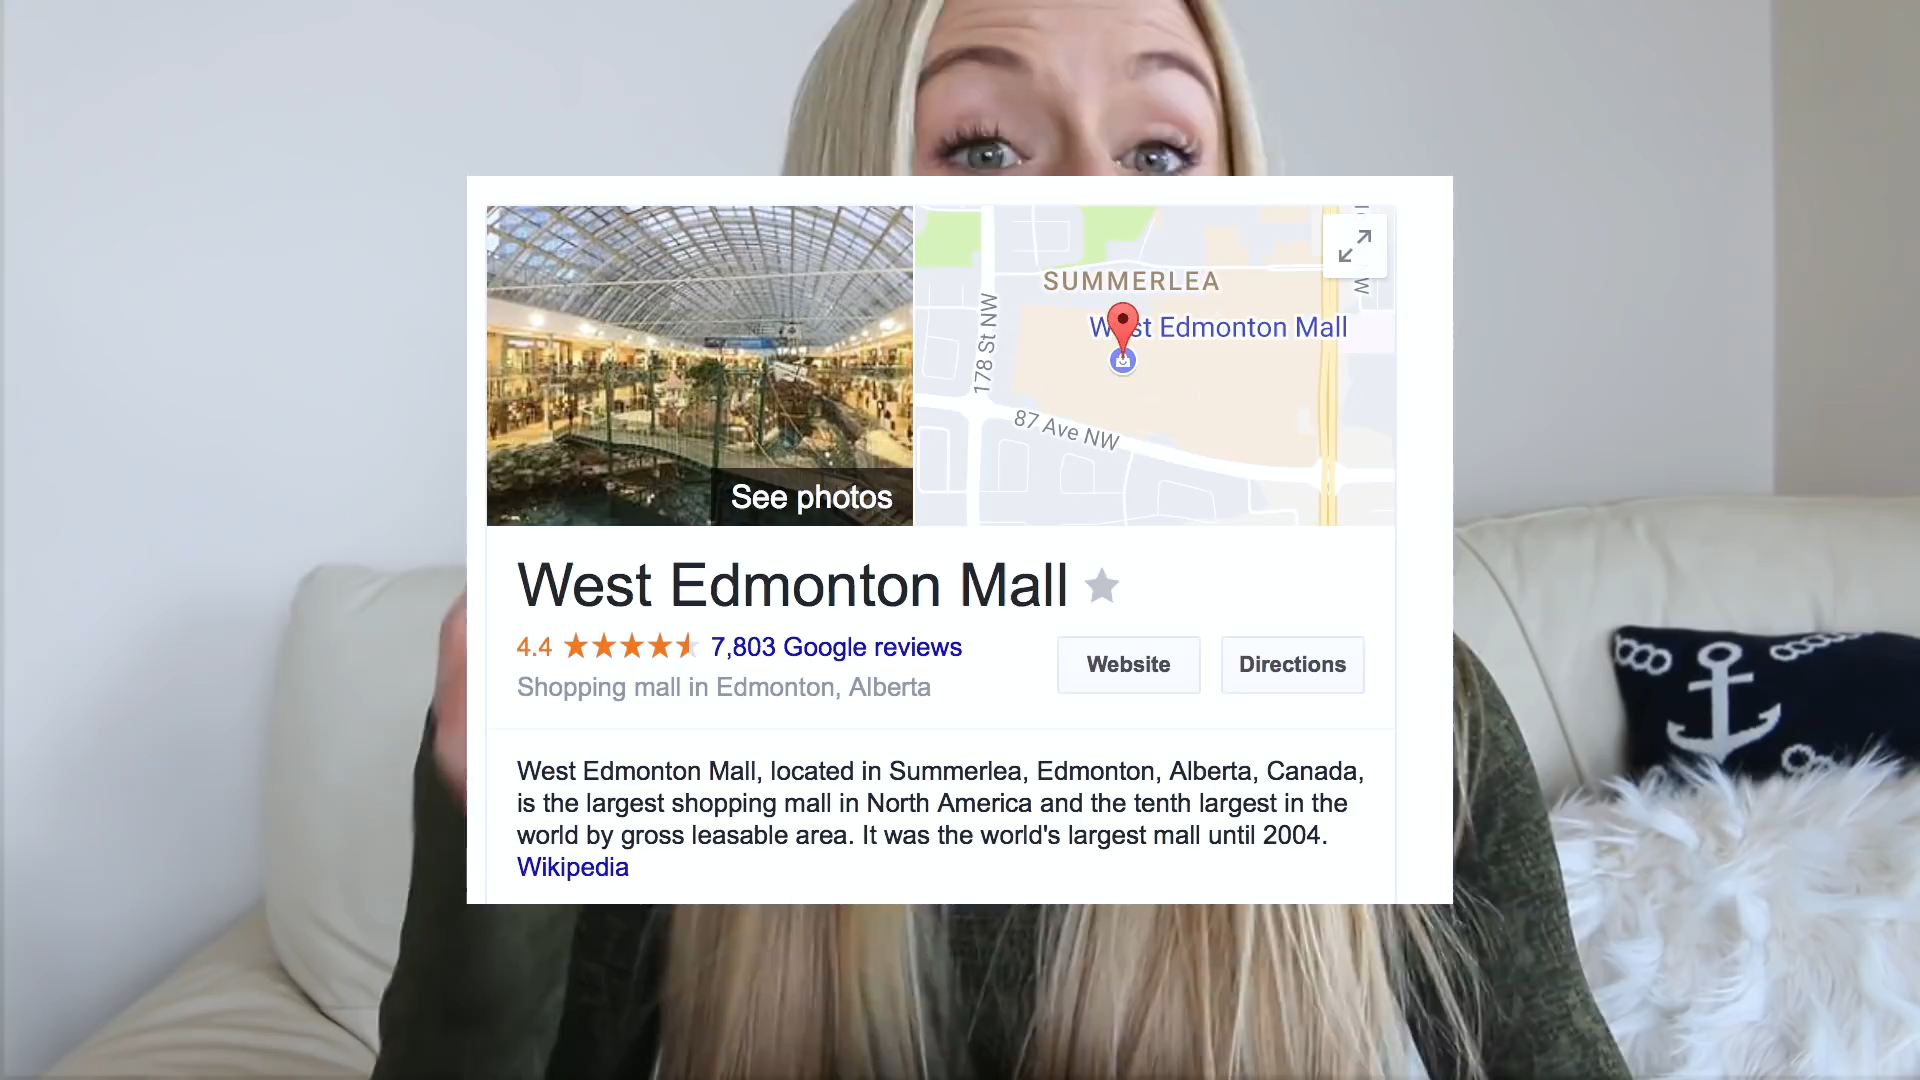 SUMMERLEA
West Edmonton Mall
178 St NW
87 Ave NW
W
See photos
West Edmonton Mall
4.4 7,803 Google reviews
Website
Directions
Shopping mall in Edmonton, Alberta
West Edmonton Mall, located in Summerlea, Edmonton, Alberta, Canada,
is the largest shopping mall in North America and the tenth largest in the
world by gross leasable area. It was the world's largest mall until 2004.
Wikipedia